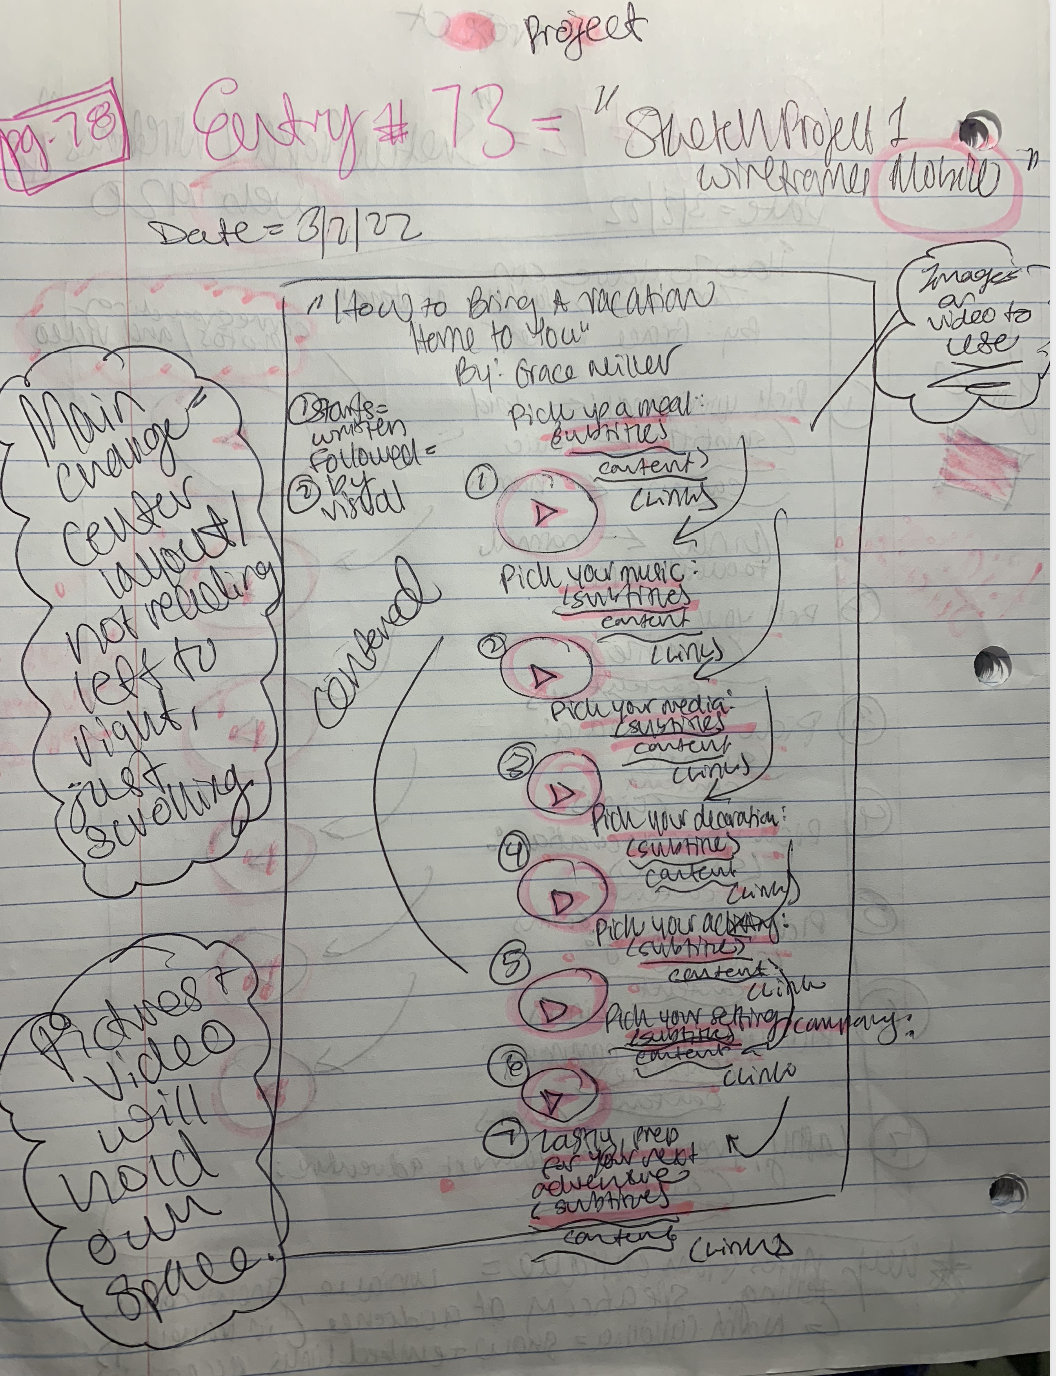 Project
pg. 78
Entry # 73 =
"Sketch Project 1
wireframes Mobile"
Date = 3/2/22
Images
or
video to
use
"How to Bring A vacation
Home to You"
By: Grace Miller
Main
change =
center
layout/
not reading
left to
right,
just
scrolling.
① starts =
written
followed =
② by
visual
centered
Pick up a meal:
subtitles
content)
(Links)
①
Pick your music:
(subtitles
content
(Links)
②
Pick your media:
(subtitles
content
(Links)
③
Pick your decoration:
(subtitles)
content
(Links)
④
Pick your activity:
(subtitles)
content:
(Link
⑤
Pick your setting/company:
(subtitles)
content
(Links
⑥
⑦ Lastly, prep
for your next
adventure
(subtitles)
content)
(Links)
Pictures +
video
will
hold
own
space.